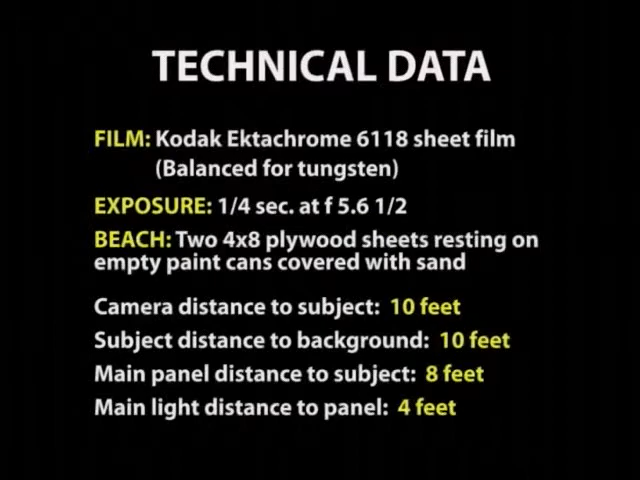 TECHNICAL DATA
FILM: Kodak Ektachrome 6118 sheet film
(Balanced for tungsten)
EXPOSURE: 1/4 sec. at f 5.6 1/2
BEACH: Two 4x8 plywood sheets resting on
empty paint cans covered with sand
Camera distance to subject: 10 feet
Subject distance to background: 10 feet
Main panel distance to subject: 8 feet
Main light distance to panel: 4 feet